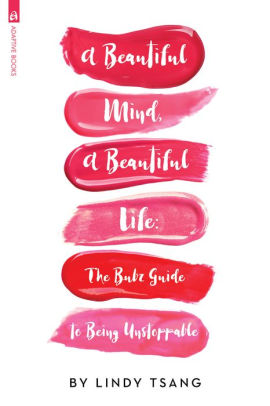 ADAPTIVE BOOKS
A Beautiful
Mind,
A Beautiful
Life:
The Bubz Guide
to Being Unstoppable
BY LINDY TSANG